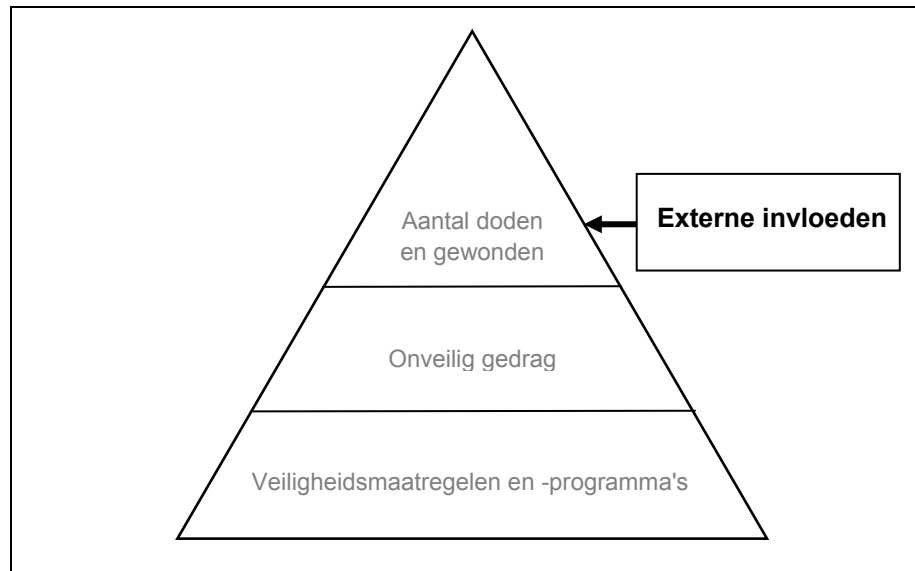 Aantal doden
en gewonden
Externe invloeden
Onveilig gedrag
Veiligheidsmaatregelen en -programma's